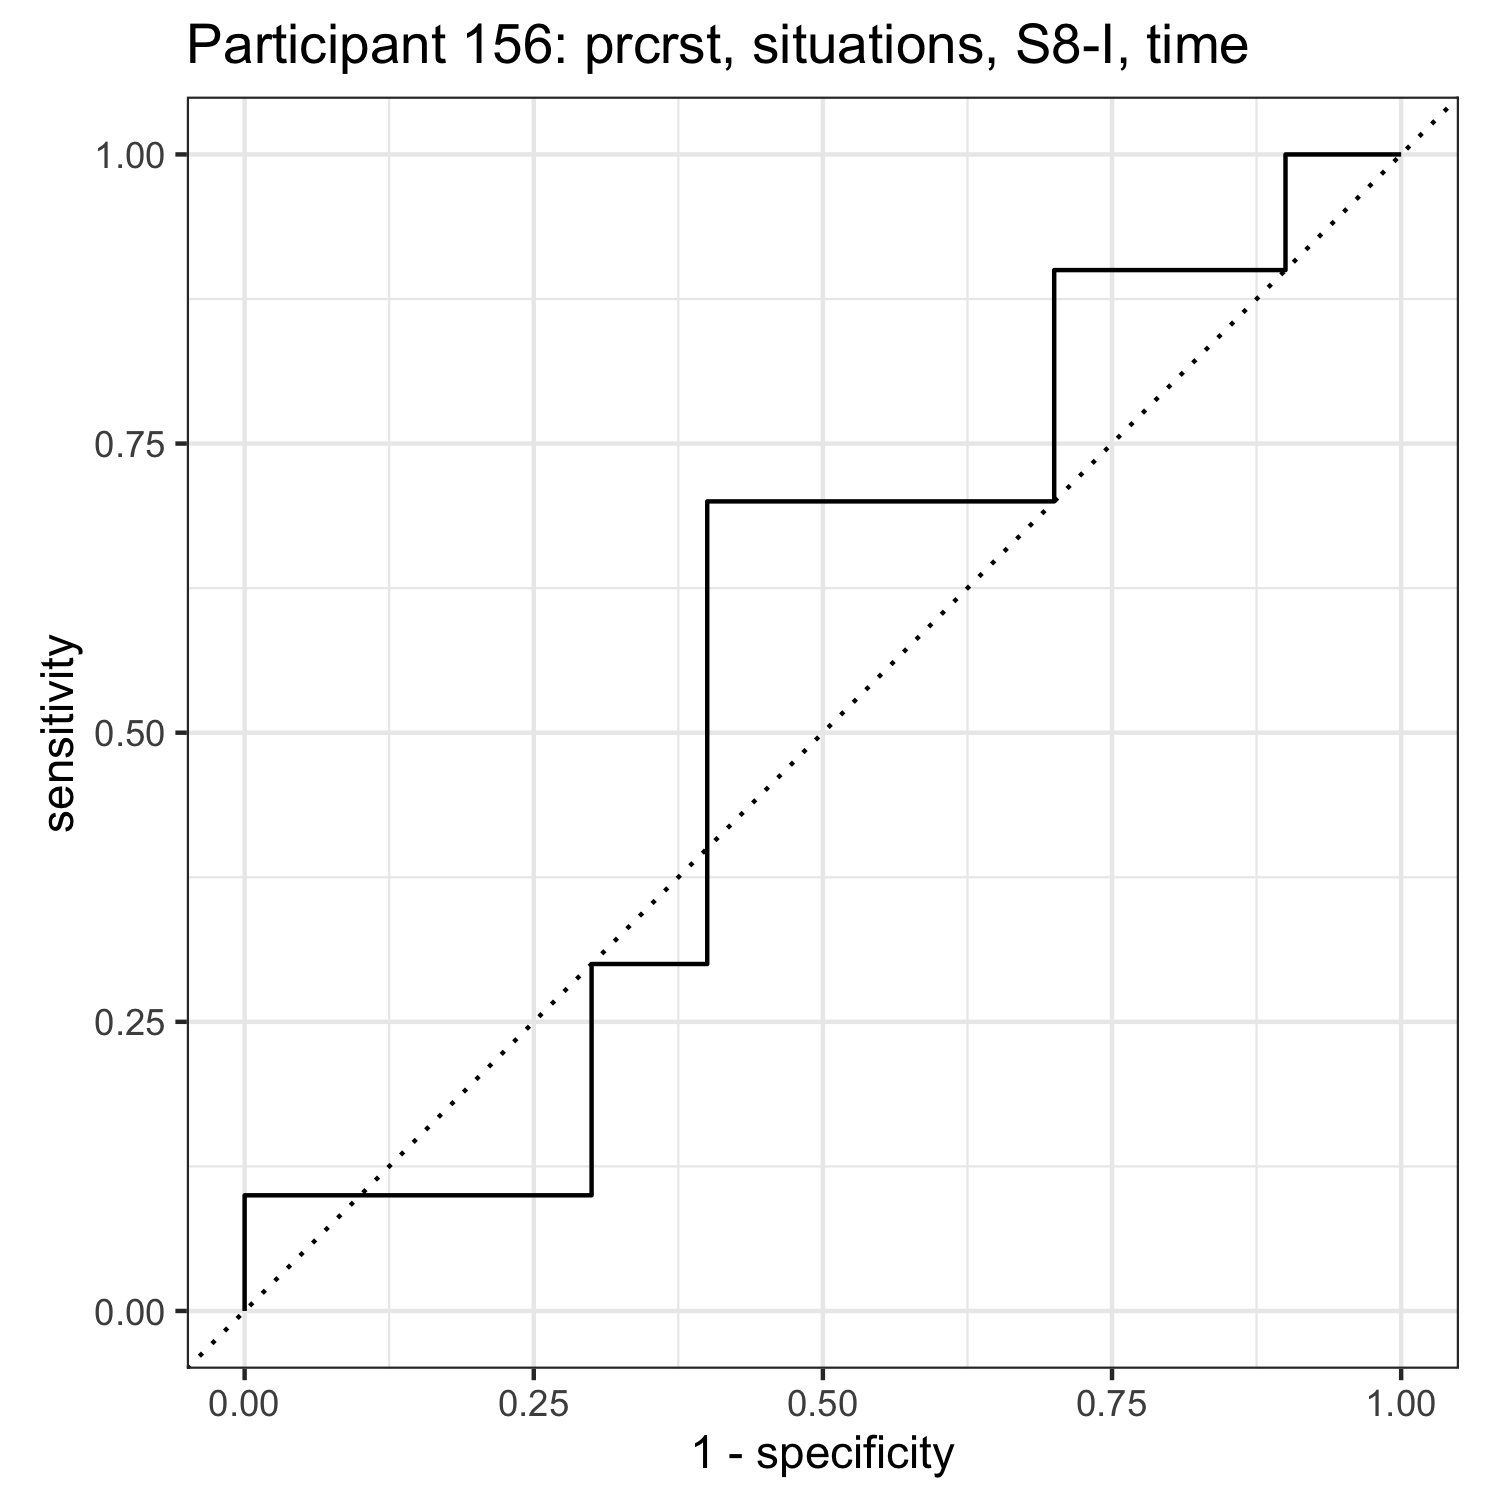 Participant 156: prcrst, situations, S8-I, time
1.00
0.75
0.50
0.25
0.00
sensitivity
0.00 0.25 0.50 0.75 1.00
1 - specificity